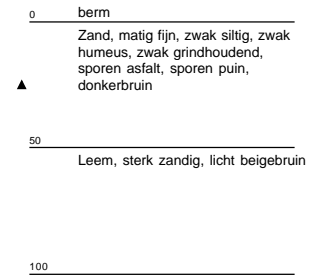 0 berm
Zand, matig fijn, zwak siltig, zwak
humeus, zwak grindhoudend,
sporen asfalt, sporen puin,
donkerbruin
50
Leem, sterk zandig, licht beigebruin
100